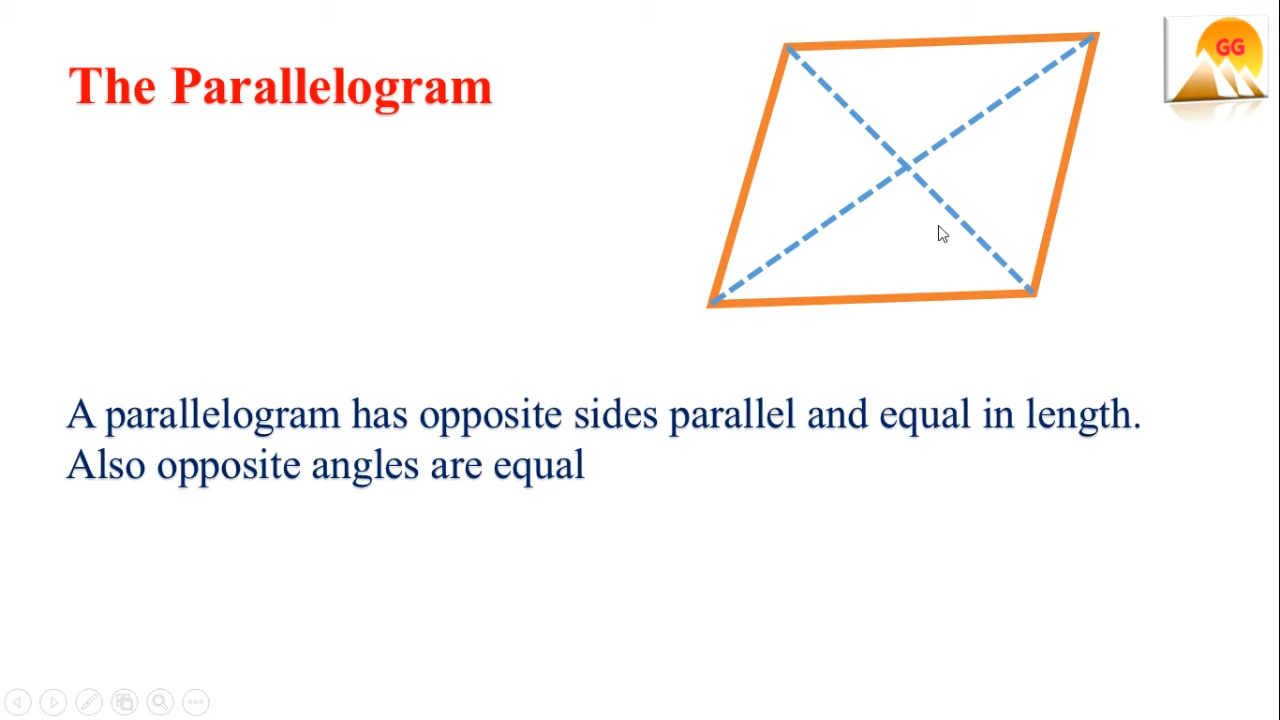 The Parallelogram
GG
A parallelogram has opposite sides parallel and equal in length.
Also opposite angles are equal